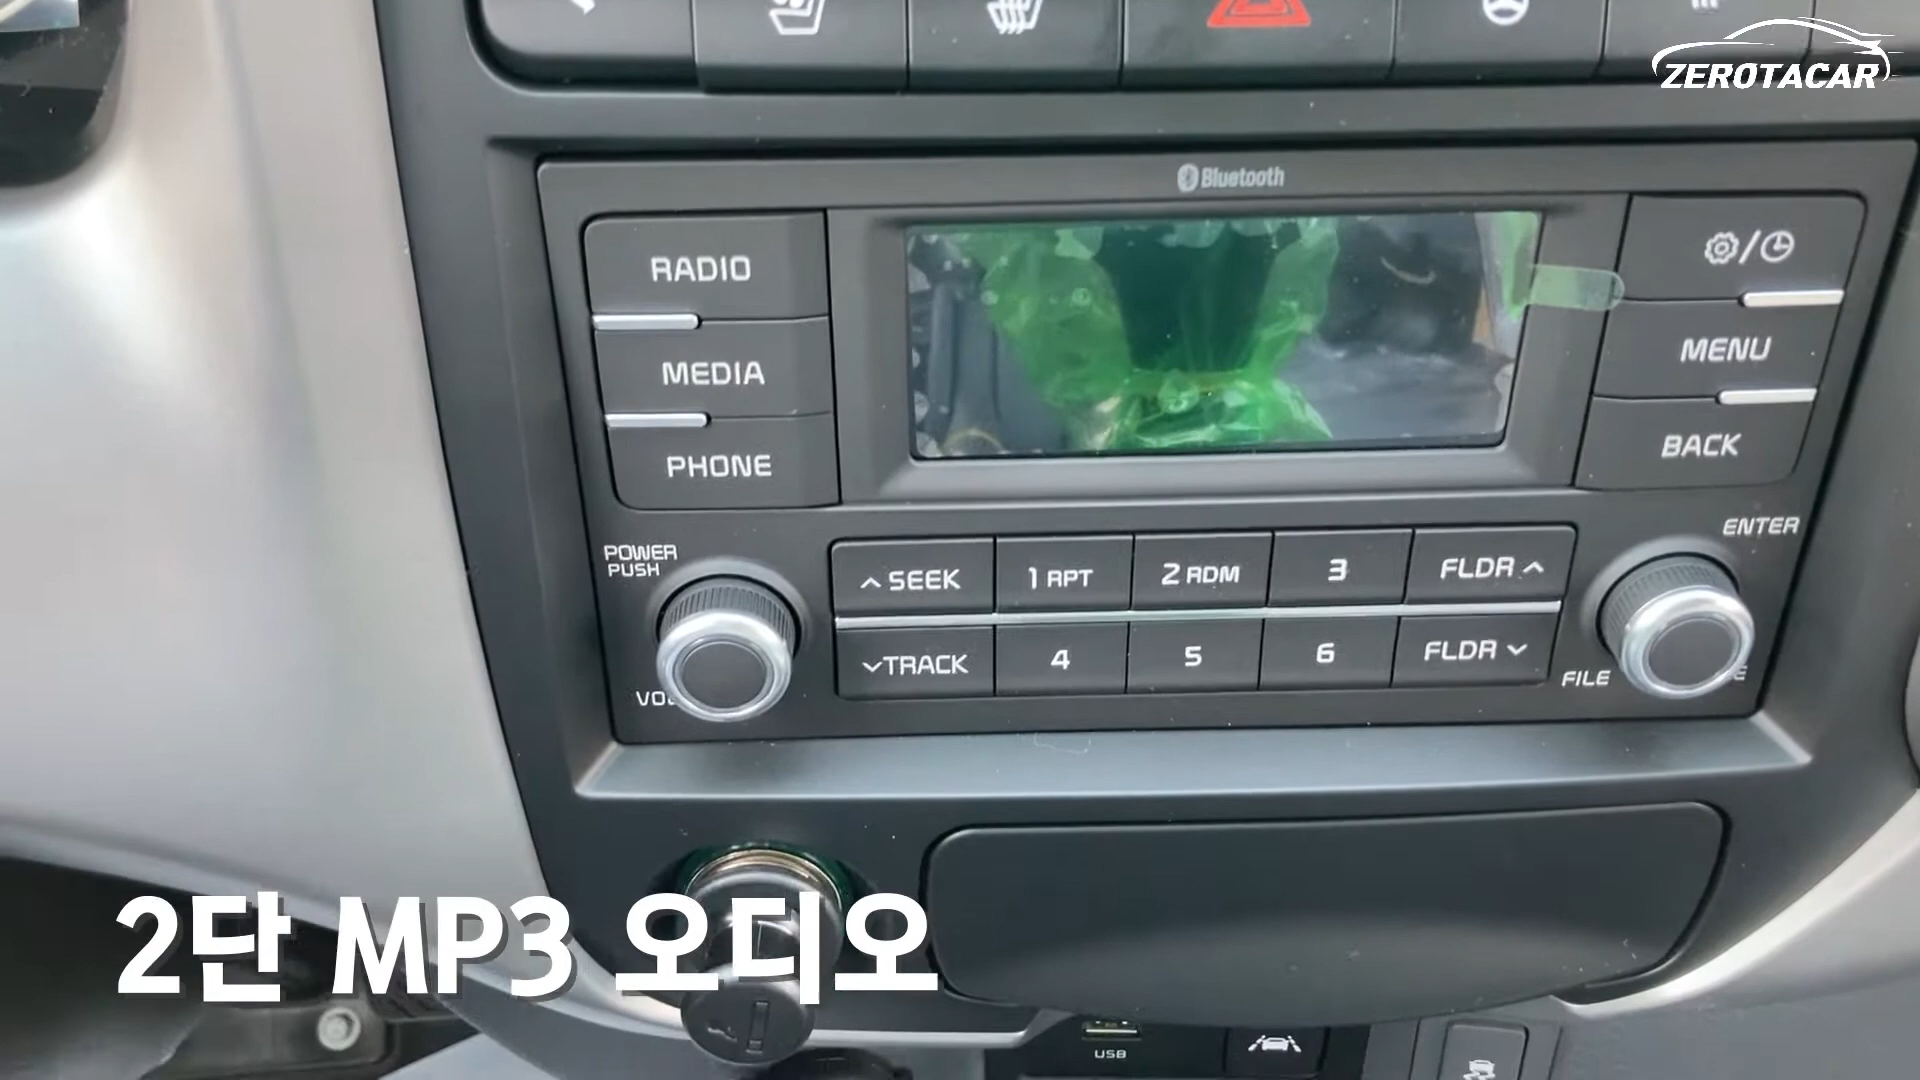 ZEROTACAR
Bluetooth
RADIO
MEDIA
PHONE
MENU
BACK
ENTER
POWER
PUSH
SEEK
1 RPT
2 RDM
3
FLDR
TRACK
4
5
6
FLDR
FILE
2단 MP3 오디오
USB